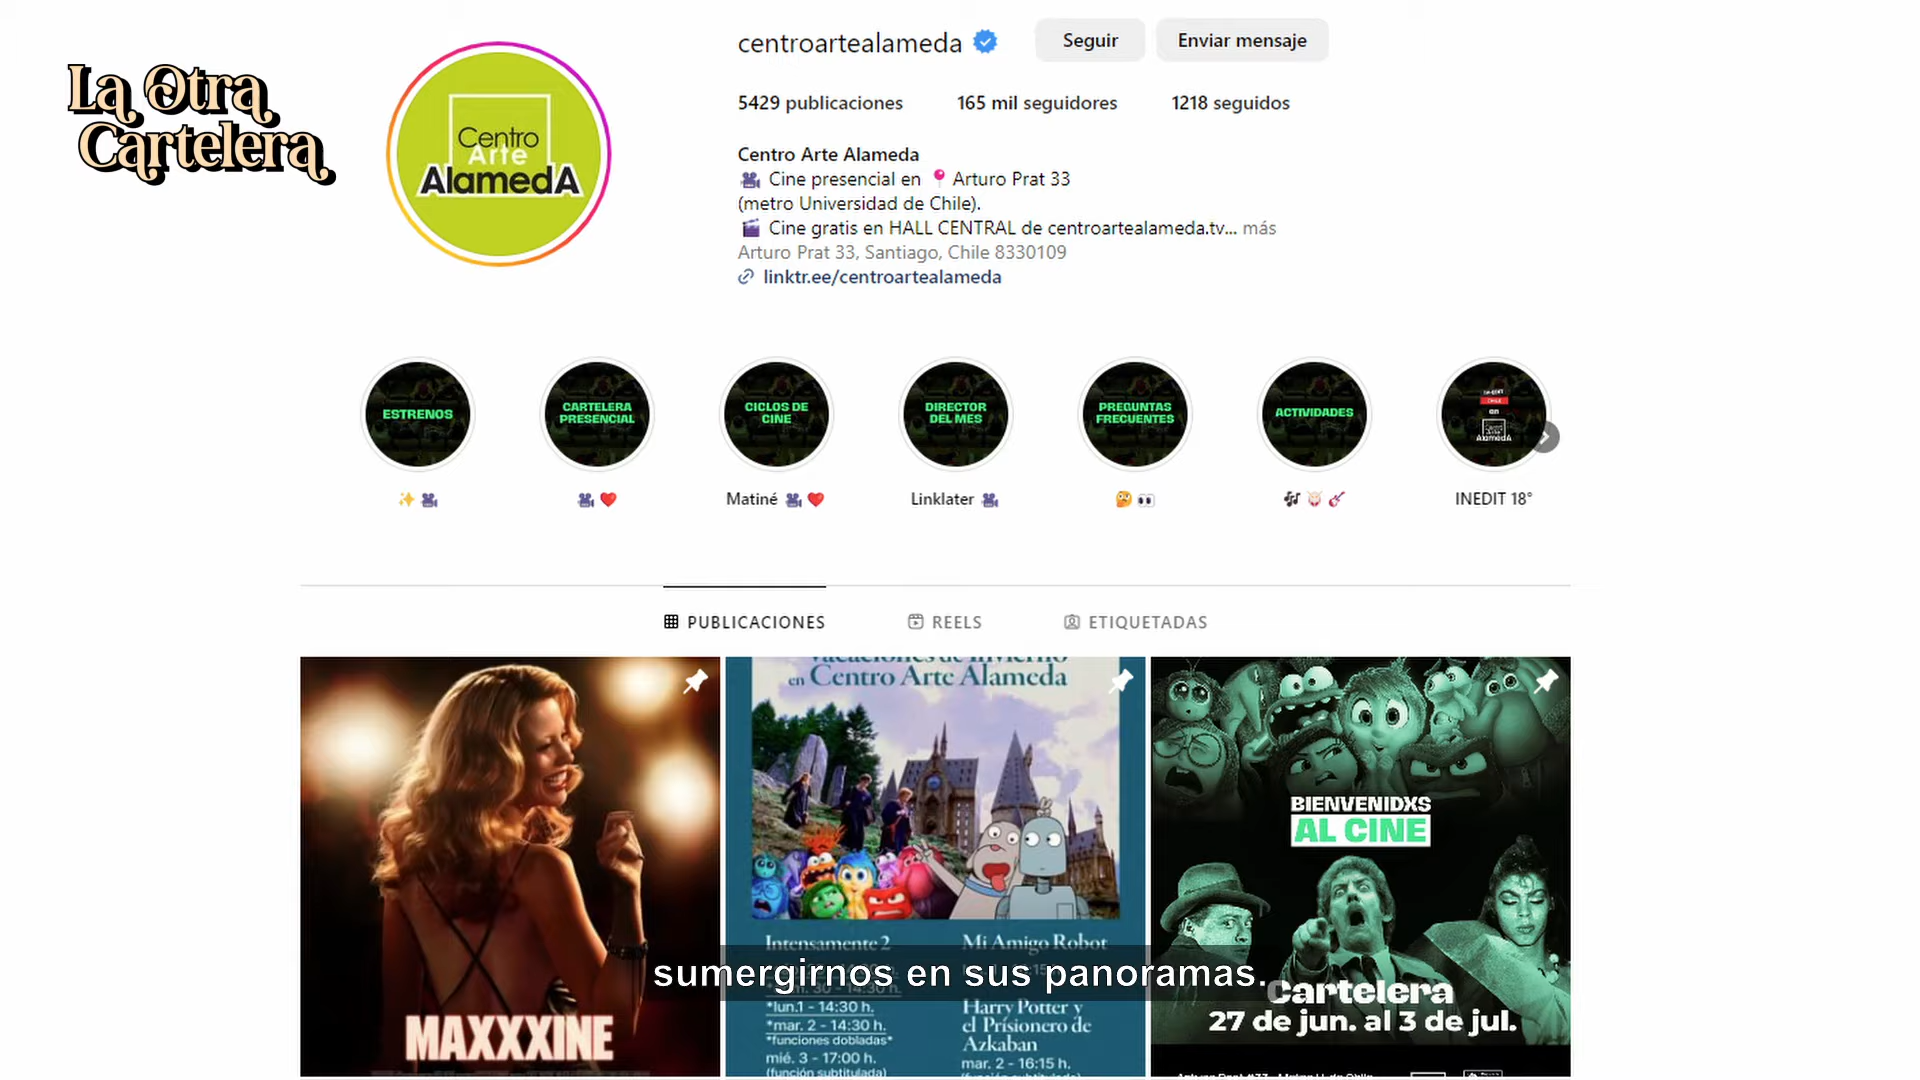 La Otra
Cartelera
Centro
Arte
AlamedA
centroartealameda
Seguir
Enviar mensaje
5429 publicaciones
165 mil seguidores
1218 seguidos
Centro Arte Alameda
Cine presencial en Arturo Prat 33
(metro Universidad de Chile).
Cine gratis en HALL CENTRAL de centroartealameda.tv... más
Arturo Prat 33, Santiago, Chile 8330109
linktr.ee/centroartealameda
ESTRENOS
CARTELERA
PRESENCIAL
CICLOS DE
CINE
DIRECTOR
DEL MES
PREGUNTAS
FRECUENTES
ACTIVIDADES
en
AlamedA
Matiné
Linklater
INEDIT 18°
PUBLICACIONES
REELS
ETIQUETADAS
MAXXXINE
Vacaciones de Invierno
en Centro Arte Alameda
Intensamente 2
*lun.1 - 14:30 h.
*mar. 2 - 14:30 h.
*funciones dobladas*
mié. 3 - 17:00 h.
(función subtitulada)
Mi Amigo Robot
Harry Potter y
el Prisionero de
Azkaban
mar. 2 - 16:15 h.
BIENVENIDXS
AL CINE
Cartelera
27 de jun. al 3 de jul.
sumergirnos en sus panoramas.